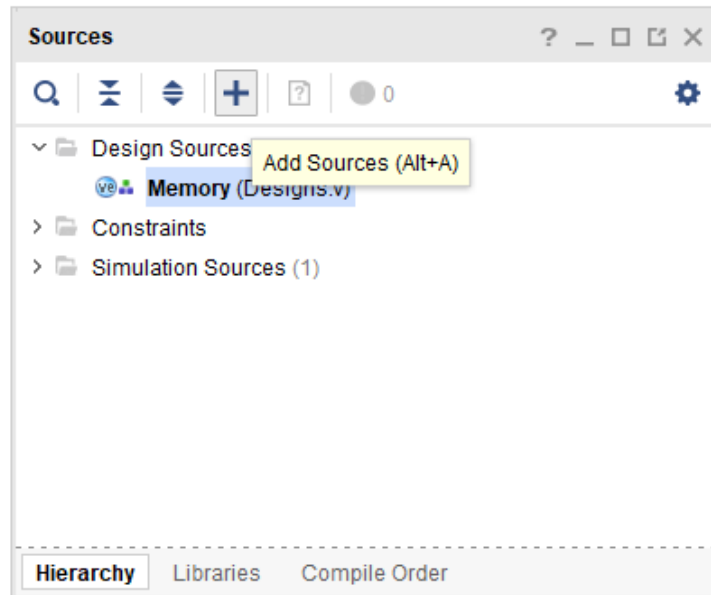 Sources
0
Design Sources
Add Sources (Alt+A)
Memory (Designs.v)
Constraints
Simulation Sources (1)
Hierarchy Libraries Compile Order